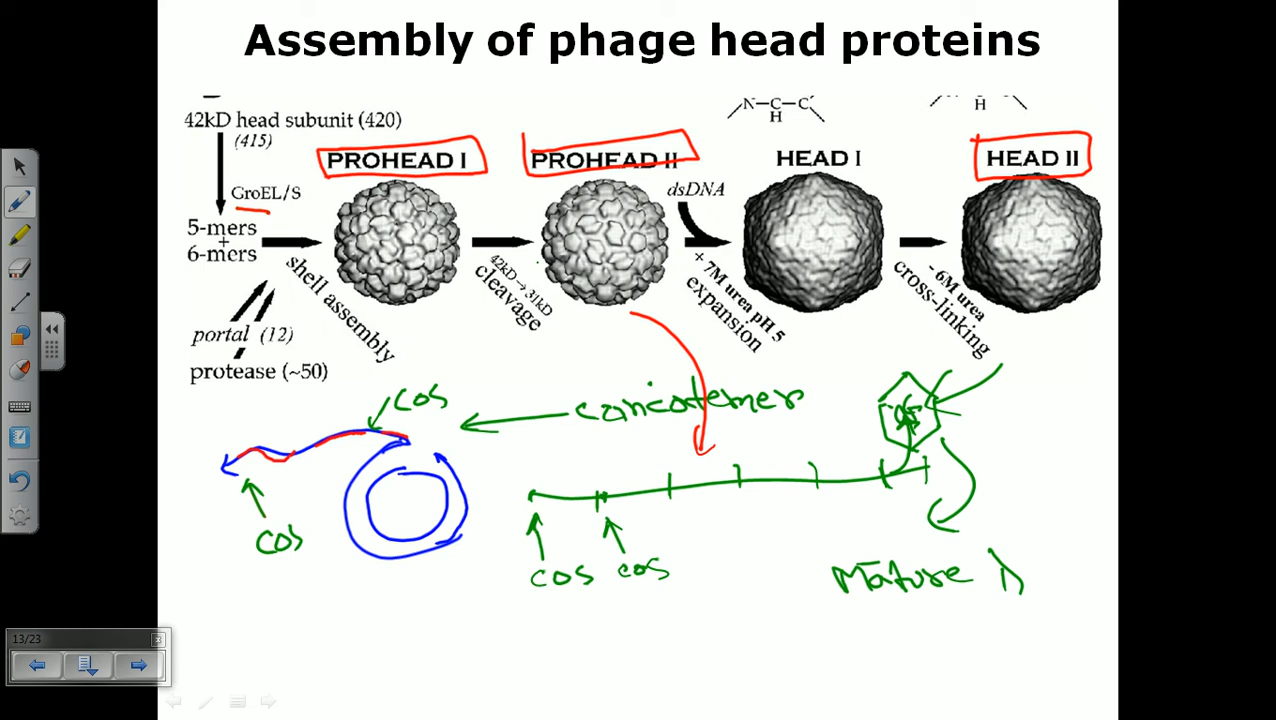 Assembly of phage head proteins
42kD head subunit (420)
(415)
GroEL/S
5-mers
+
6-mers
portal (12)
protease (~50)
shell assembly
PROHEAD I
42kD → 31kD
cleavage
PROHEAD II
dsDNA
+ 7M urea pH 5
expansion
N-C-C
H
HEAD I
- 6M urea
cross-linking
H
HEAD II
cos
concatemer
cos
cos
cos
Mature λ
13/23